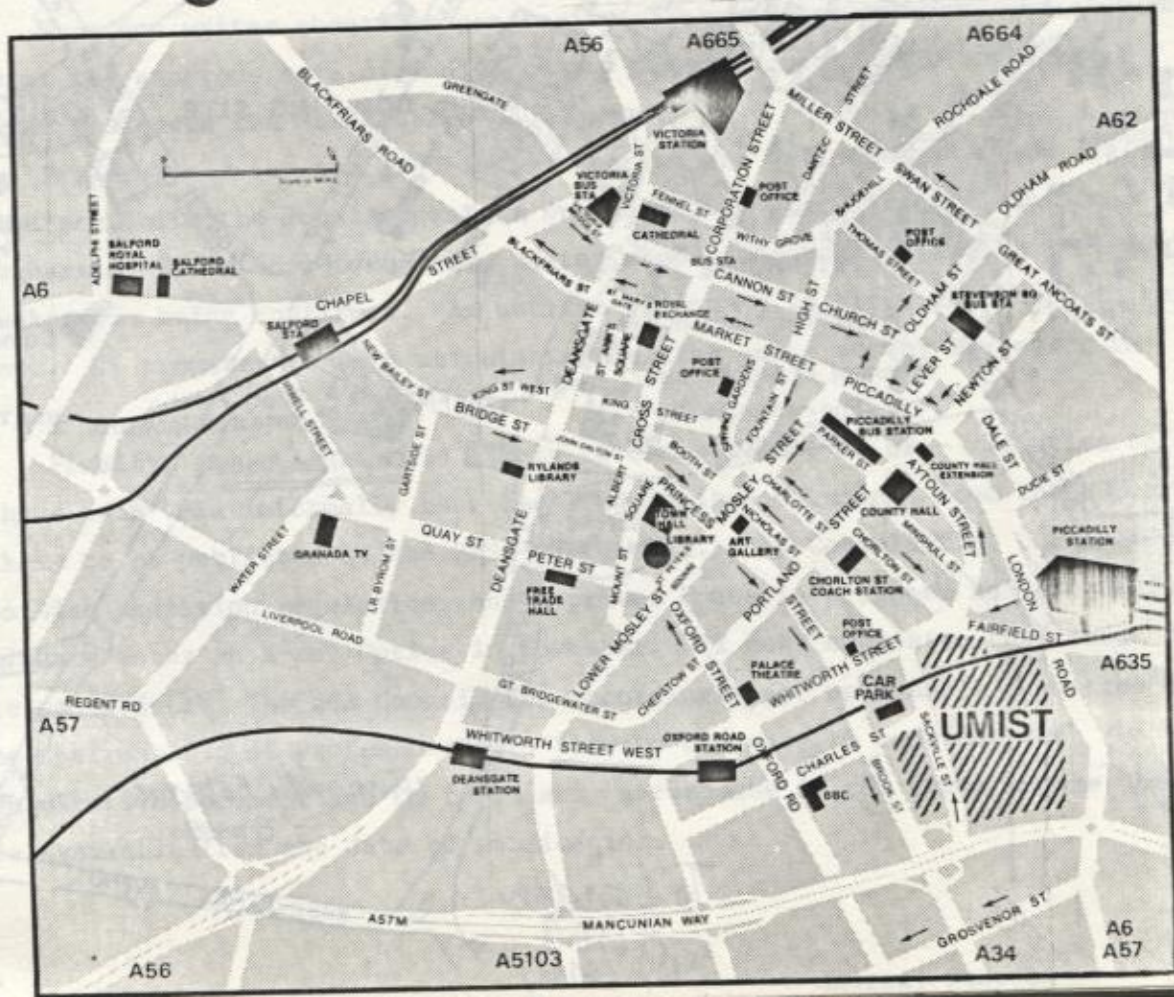 A56
A665
A664
BLACKFRIARS ROAD
GREENGATE
MILLER STREET
DANTEC STREET
ROCHDALE ROAD
A62
VICTORIA
STATION
CORPORATION STREET
SWAN STREET
OLDHAM ROAD
ADELPHI STREET
VICTORIA
BUS
STA
VICTORIA ST
POST
OFFICE
SHUDEHILL
FENNEL ST
CATHEDRAL
WITHY GROVE
THOMAS STREET
POST
OFFICE
GREAT ANCOATS ST
SALFORD
ROYAL
HOSPITAL
SALFORD
CATHEDRAL
BLACKFRIARS ST
BUS STA
CANNON ST
CHURCH ST
OLDHAM ST
STEVENSON SQ
BUS STA
A6
CHAPEL
STREET
ST MARY'S
GATE
ROYAL
EXCHANGE
HIGH ST
SALFORD
STA
DEANSGATE
ST ANN'S
SQUARE
MARKET STREET
LEVER ST
NEWTON ST
NEW BAILEY ST
KING ST WEST
KING STREET
CROSS STREET
POST
OFFICE
GARDENS
FOUNTAIN ST
PICCADILLY
DALE ST
BRIDGE ST
JOHN DALTON ST
BOOTH ST
PARKER ST
PICCADILLY
BUS STATION
AYTOUN STREET
COUNTY HALL
EXTENSION
DUCIE ST
GARTSIDE ST
RYLANDS
LIBRARY
ALBERT
SQUARE
PRINCESS
STREET
MOSLEY STREET
CHARLOTTE ST
COUNTY HALL
TOWN
HALL
LIBRARY
NICHOLAS ST
ART
GALLERY
MINSHULL ST
PICCADILLY
STATION
GRANADA TV
WATER STREET
QUAY ST
PETER ST
DEANSGATE
MOUNT ST
PORTLAND STREET
CHORLTON ST
CHORLTON ST
COACH STATION
LONDON
ROAD
LR BYROM ST
FREE
TRADE
HALL
LIVERPOOL ROAD
LOWER MOSLEY ST
OXFORD STREET
POST
OFFICE
FAIRFIELD ST
REGENT RD
GT BRIDGEWATER ST
CHEPSTOW ST
PALACE
THEATRE
WHITWORTH STREET
A635
A57
CAR
PARK
UMIST
WHITWORTH STREET WEST
OXFORD ROAD
STATION
DEANSGATE
STATION
OXFORD RD
CHARLES ST
BROOK ST
SACKVILLE ST
BBC
A57M
MANCUNIAN WAY
GROSVENOR ST
A56
A5103
A34
A6
A57